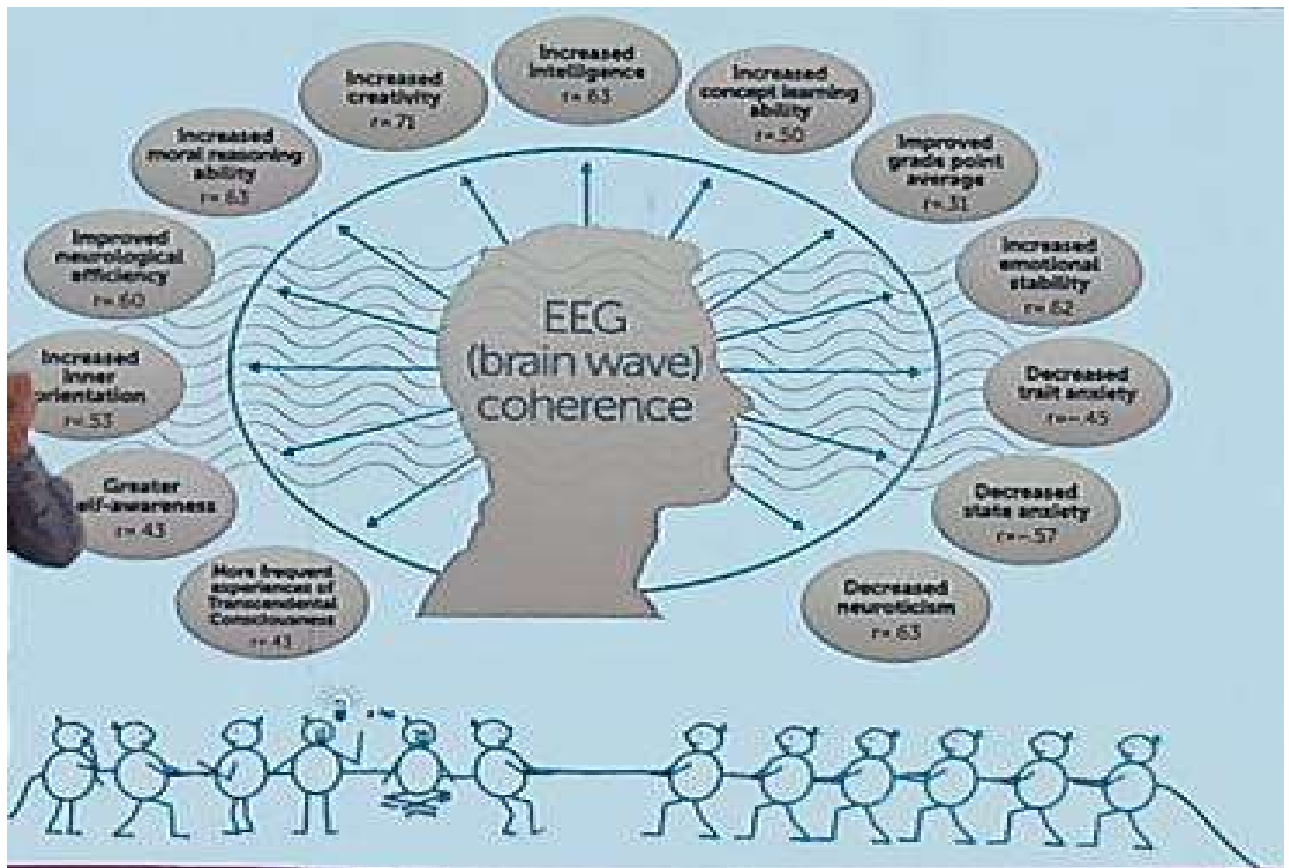 Increased
intelligence
r=.63
Increased
creativity
r=.71
Increased
concept learning
ability
r=.50
Increased
moral reasoning
ability
r=.63
Improved
grade point
average
r=.31
Improved
neurological
efficiency
r=.60
Increased
emotional
stability
r=.62
EEG
(brain wave)
coherence
Increased
inner
orientation
r=.53
Decreased
trait anxiety
r=-.45
Greater
elf-awareness
r=.43
Decreased
state anxiety
r=-.57
More frequent
experiences of
Transcendental
Consciousness
Decreased
neuroticism
r=.63